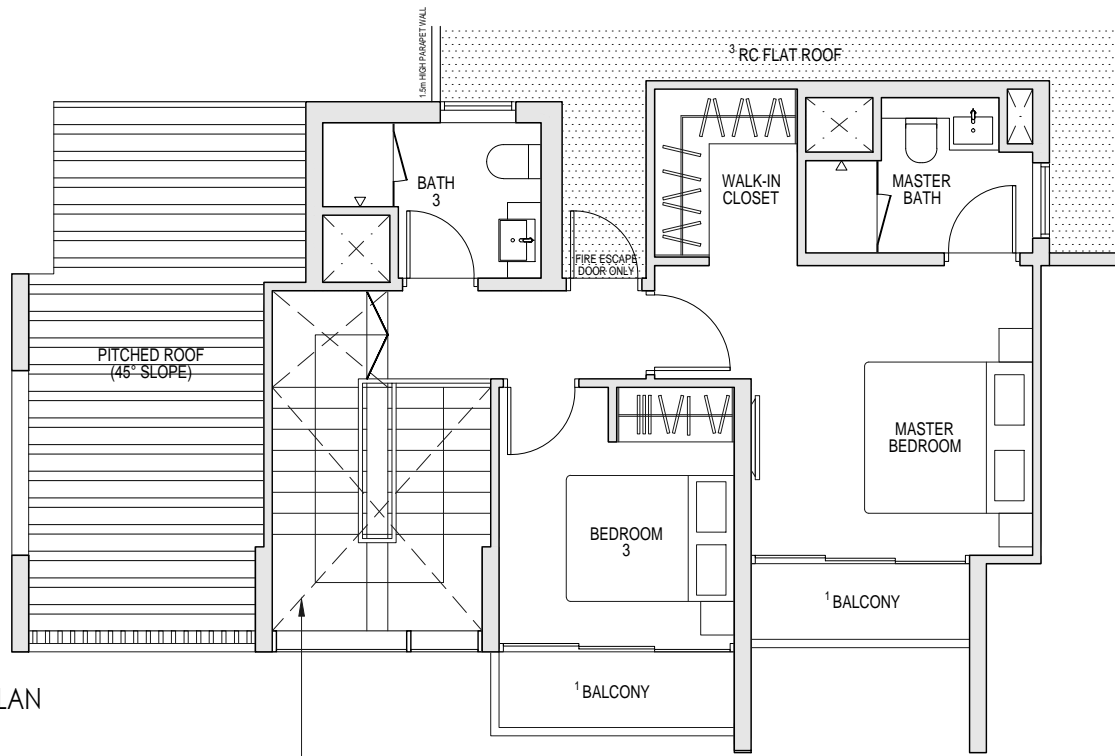 1.5m HIGH PARAPET WALL
³ RC FLAT ROOF
BATH
3
WALK-IN
CLOSET
MASTER
BATH
FIRE ESCAPE
DOOR ONLY
PITCHED ROOF
(45° SLOPE)
MASTER
BEDROOM
BEDROOM
3
¹ BALCONY
¹ BALCONY
LAN